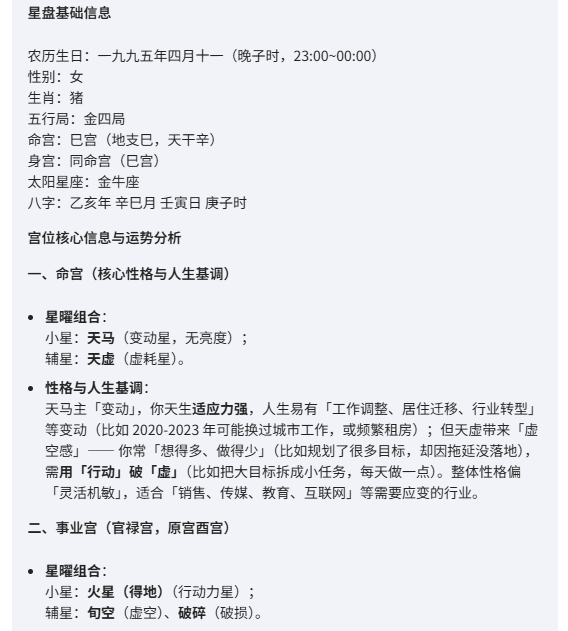 星盘基础信息
农历生日：一九九五年四月十一（晚子时，23:00~00:00）
性别：女
生肖：猪
五行局：金四局
命宫：巳宫（地支巳，天干辛）
身宫：同命宫（巳宫）
太阳星座：金牛座
八字：乙亥年 辛巳月 壬寅日 庚子时
宫位核心信息与运势分析
一、命宫（核心性格与人生基调）
• 星曜组合：
小星：天马（变动星，无亮度）；
辅星：天虚（虚耗星）。
• 性格与人生基调：
天马主「变动」，你天生适应力强，人生易有「工作调整、居住迁移、行业转型」
等变动（比如 2020-2023 年可能换过城市工作，或频繁租房）；但天虚带来「虚
空感」—— 你常「想得多、做得少」（比如规划了很多目标，却因拖延没落地），
需用「行动」破「虚」（比如把大目标拆成小任务，每天做一点）。整体性格偏
「灵活机敏」，适合「销售、传媒、教育、互联网」等需要应变的行业。
二、事业宫（官禄宫，原宫酉宫）
• 星曜组合：
小星：火星（得地）（行动力星）；
辅星：旬空（虚空）、破碎（破损）。